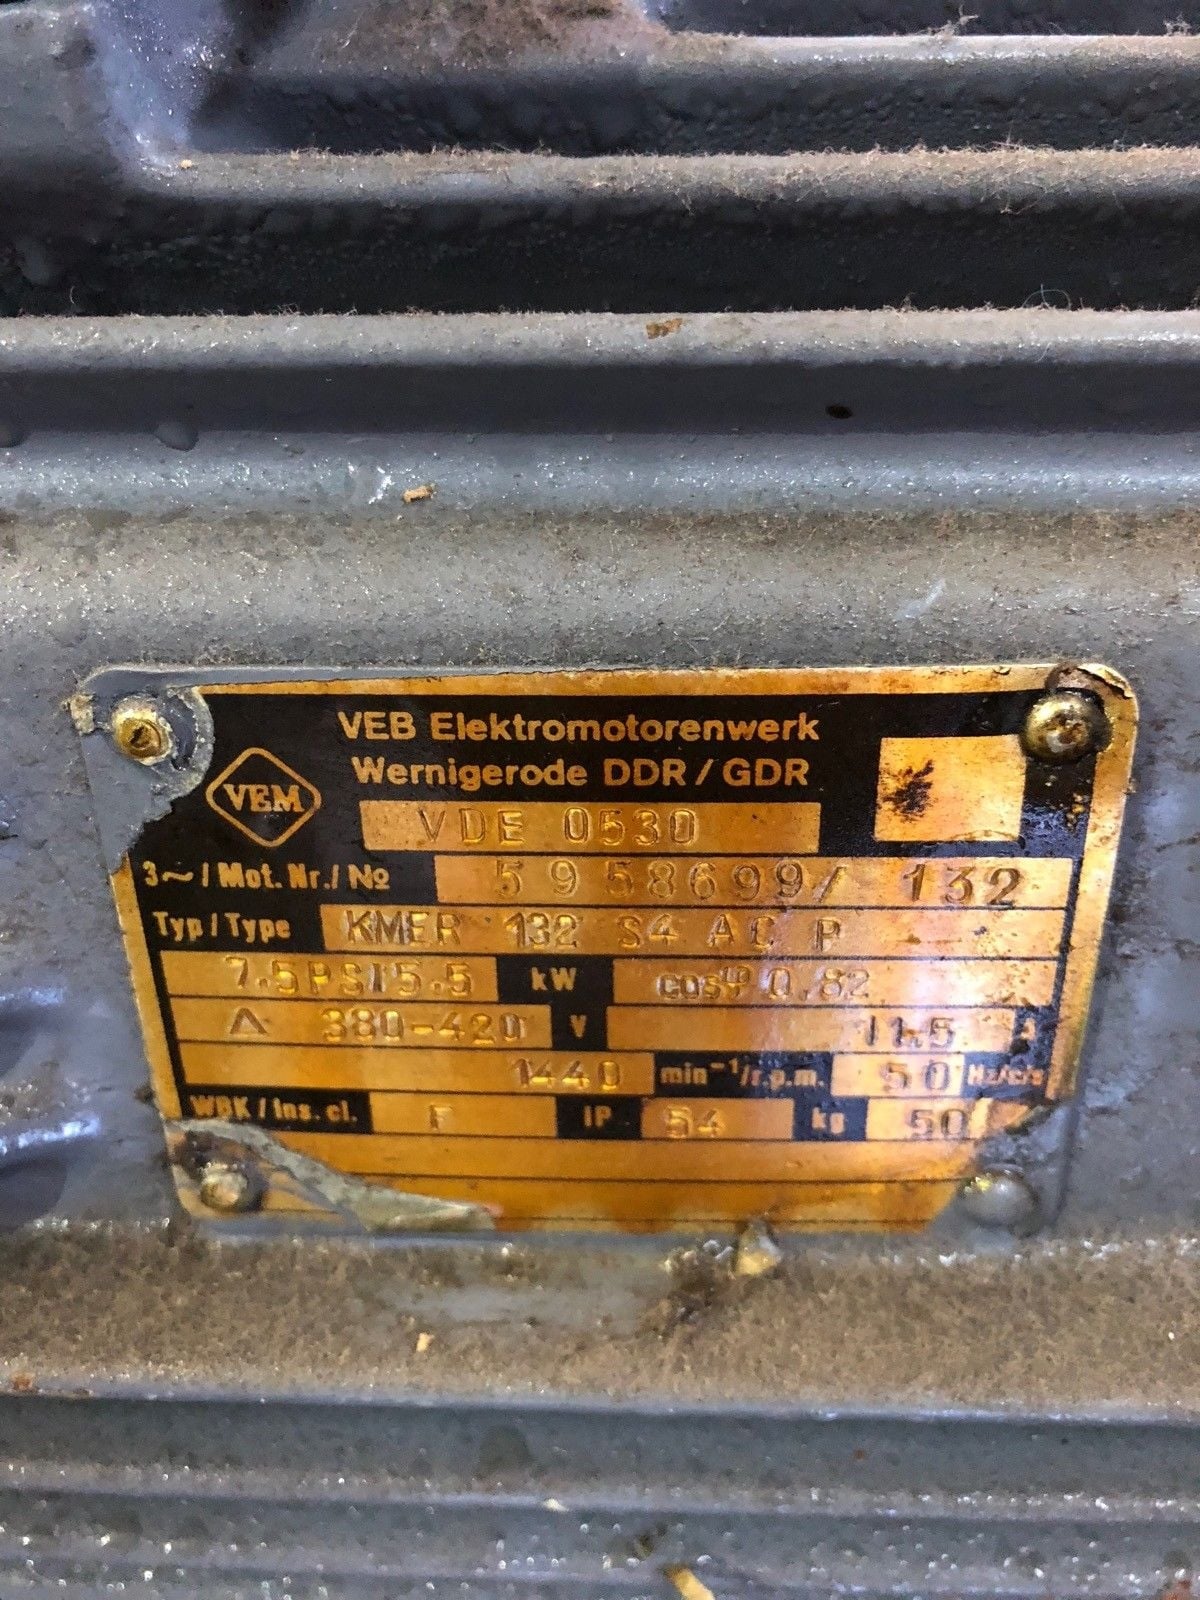 VEB Elektromotorenwerk
Wernigerode DDR / GDR
VEM
VDE 0530
3~ / Mot. Nr. / No 5958699/ 132
Typ / Type KMER 132 S4 AC P
7.5PS/5.5 kW cosφ 0.82
Δ 380-420 V 11.5 A
1440 min⁻¹/r.p.m. 50 Hz/c/s
WBK / Ins. cl. F IP 54 kg 50